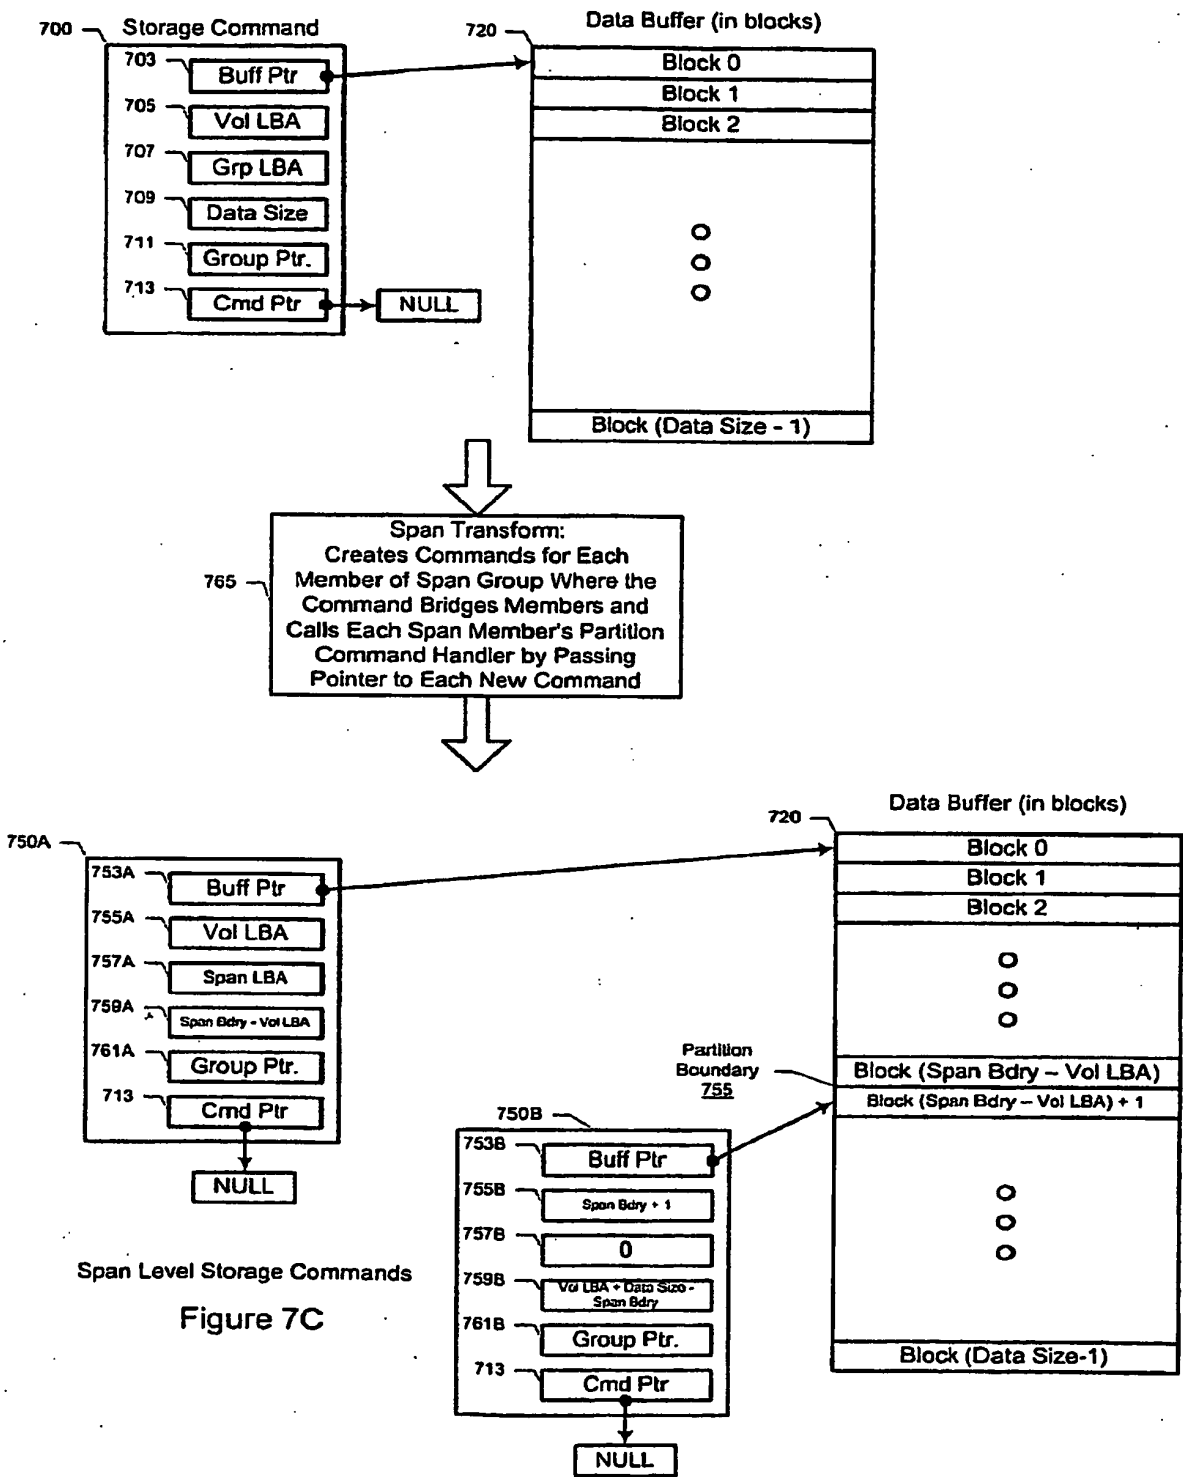 700
Storage Command
703
Buff Ptr
705
Vol LBA
707
Grp LBA
709
Data Size
711
Group Ptr.
713
Cmd Ptr
NULL
Data Buffer (in blocks)
720
Block 0
Block 1
Block 2
Block (Data Size - 1)
765
Span Transform:
Creates Commands for Each
Member of Span Group Where the
Command Bridges Members and
Calls Each Span Member's Partition
Command Handler by Passing
Pointer to Each New Command
750A
753A
Buff Ptr
755A
Vol LBA
757A
Span LBA
759A
Span Bdry - Vol LBA
761A
Group Ptr.
713
Cmd Ptr
NULL
Data Buffer (in blocks)
720
Block 0
Block 1
Block 2
Partition
Boundary
755
Block (Span Bdry – Vol LBA)
Block (Span Bdry – Vol LBA) + 1
Block (Data Size-1)
750B
753B
Buff Ptr
755B
Span Bdry + 1
757B
0
759B
Vol LBA + Data Size -
Span Bdry
761B
Group Ptr.
713
Cmd Ptr
NULL
Span Level Storage Commands
Figure 7C